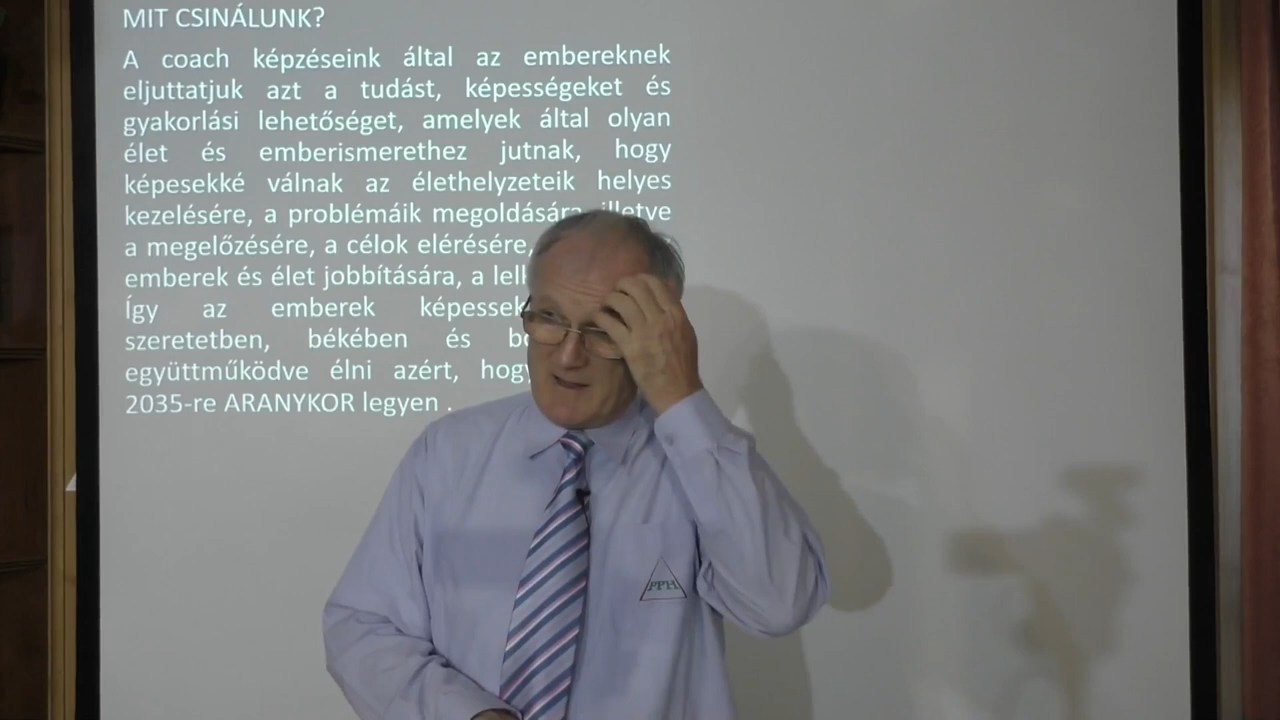 MIT CSINÁLUNK?
A coach képzéseink által az embereknek
eljuttatjuk azt a tudást, képességeket és
gyakorlási lehetőséget, amelyek által olyan
élet és emberismerethez jutnak, hogy
képesekké válnak az élethelyzeteik helyes
kezelésére, a problémáik megoldására illetve
a megelőzésére, a célok elérésére,
emberek és élet jobbítására, a
Így az emberek
szeretetben, békében és
együttműködve élni azért, hogy
2035-re ARANYKOR legyen .
PPH